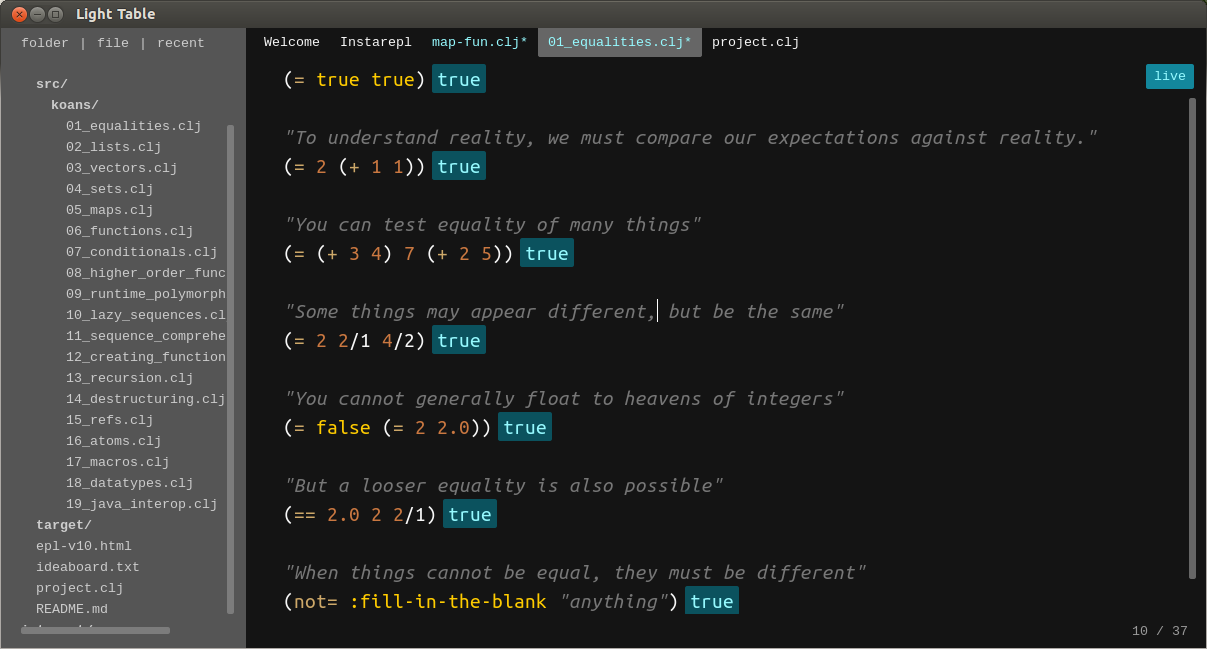 Light Table
folder | file | recent
src/
koans/
01_equalities.clj
02_lists.clj
03_vectors.clj
04_sets.clj
05_maps.clj
06_functions.clj
07_conditionals.clj
08_higher_order_func
09_runtime_polymorph
10_lazy_sequences.cl
11_sequence_comprehe
12_creating_function
13_recursion.clj
14_destructuring.clj
15_refs.clj
16_atoms.clj
17_macros.clj
18_datatypes.clj
19_java_interop.clj
target/
epl-v10.html
ideaboard.txt
project.clj
README.md
Welcome Instarepl map-fun.clj* 01_equalities.clj* project.clj
live
(= true true) true
"To understand reality, we must compare our expectations against reality."
(= 2 (+ 1 1)) true
"You can test equality of many things"
(= (+ 3 4) 7 (+ 2 5)) true
"Some things may appear different, but be the same"
(= 2 2/1 4/2) true
"You cannot generally float to heavens of integers"
(= false (= 2 2.0)) true
"But a looser equality is also possible"
(== 2.0 2 2/1) true
"When things cannot be equal, they must be different"
(not= :fill-in-the-blank "anything") true
10 / 37